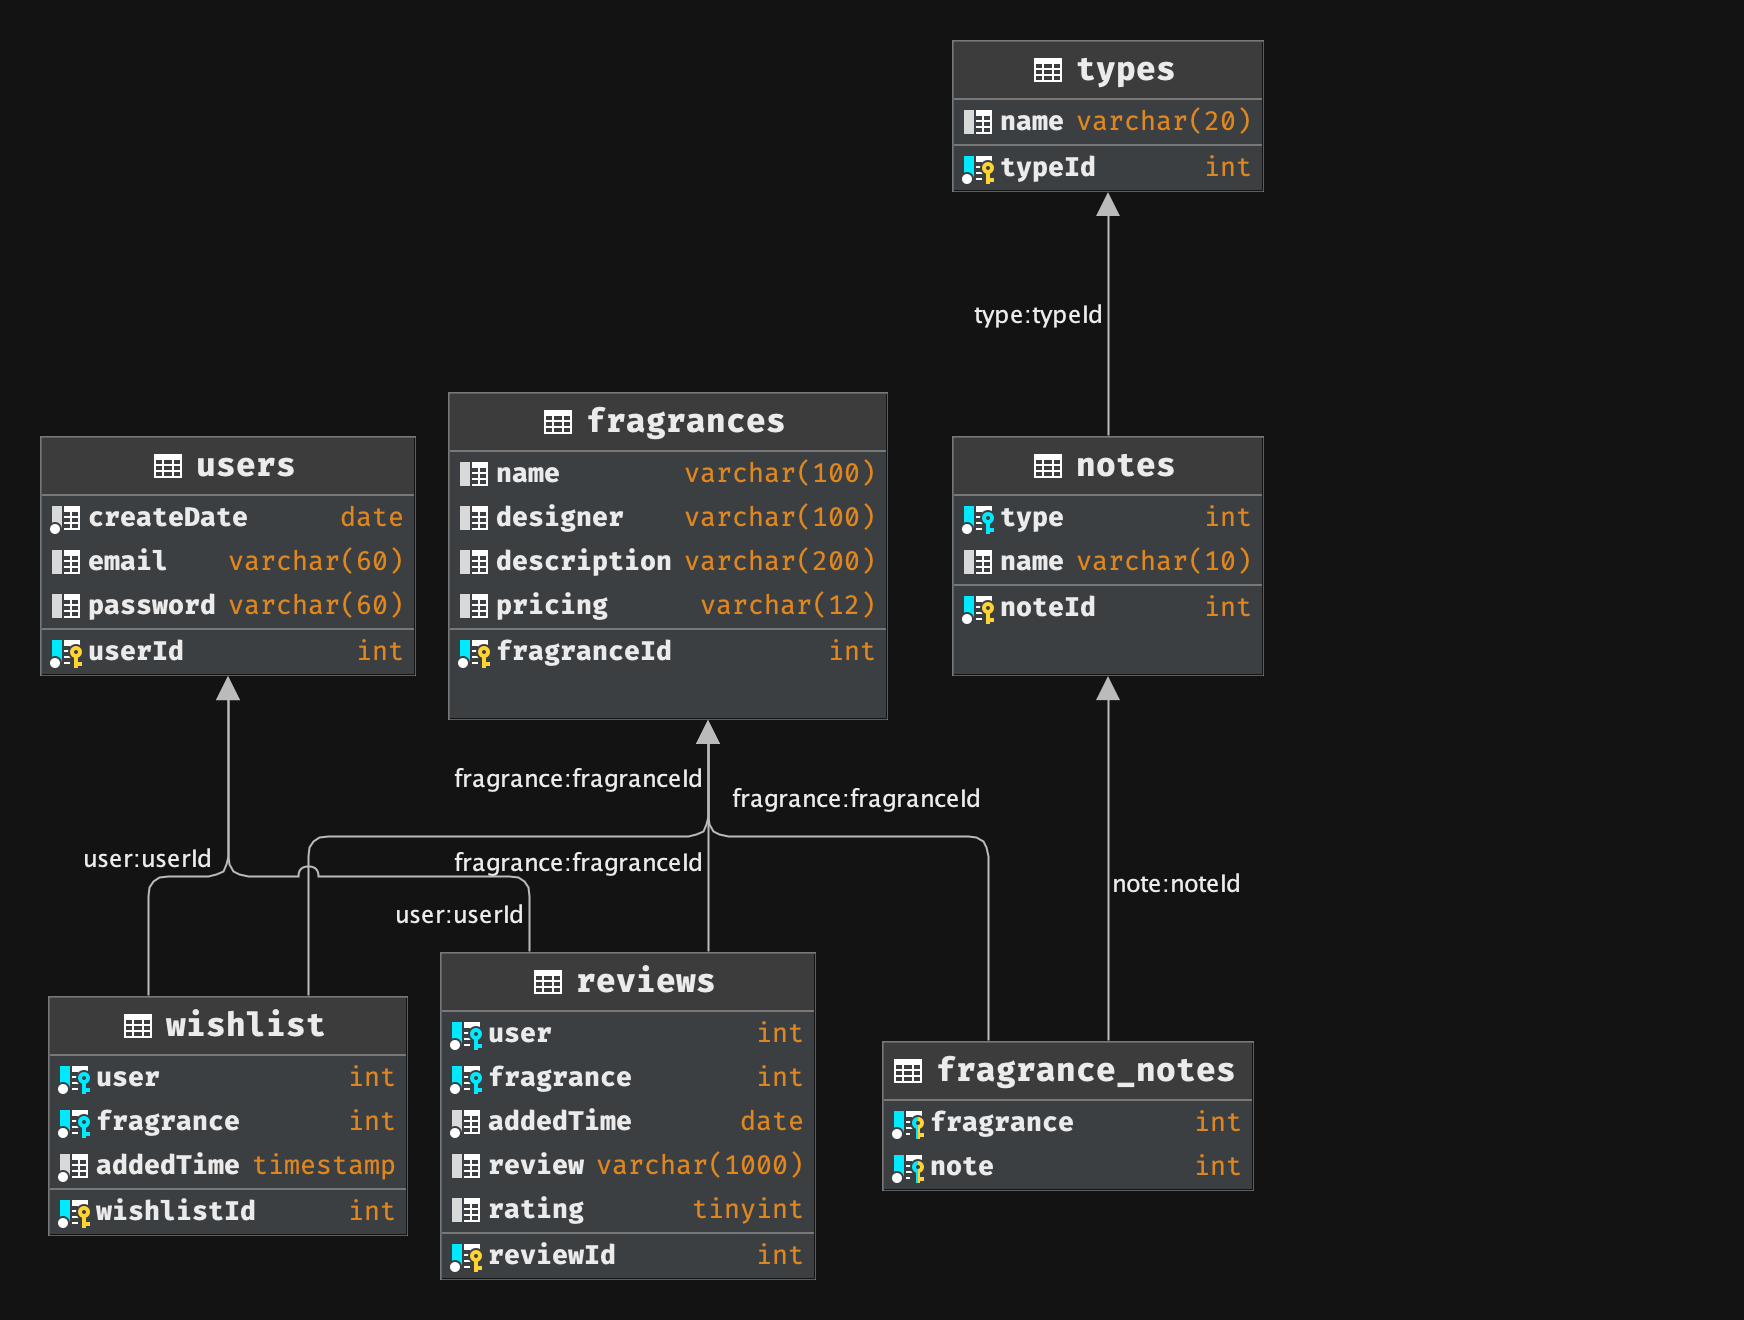 types
name varchar(20)
typeId int
type:typeId
users
createDate date
email varchar(60)
password varchar(60)
userId int
fragrances
name varchar(100)
designer varchar(100)
description varchar(200)
pricing varchar(12)
fragranceId int
notes
type int
name varchar(10)
noteId int
fragrance:fragranceId
fragrance:fragranceId
user:userId
fragrance:fragranceId
note:noteId
user:userId
wishlist
user int
fragrance int
addedTime timestamp
wishlistId int
reviews
user int
fragrance int
addedTime date
review varchar(1000)
rating tinyint
reviewId int
fragrance_notes
fragrance int
note int